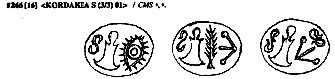 #266 [16] <KORDAKIA S (3/3) 01> / CMS *, *.